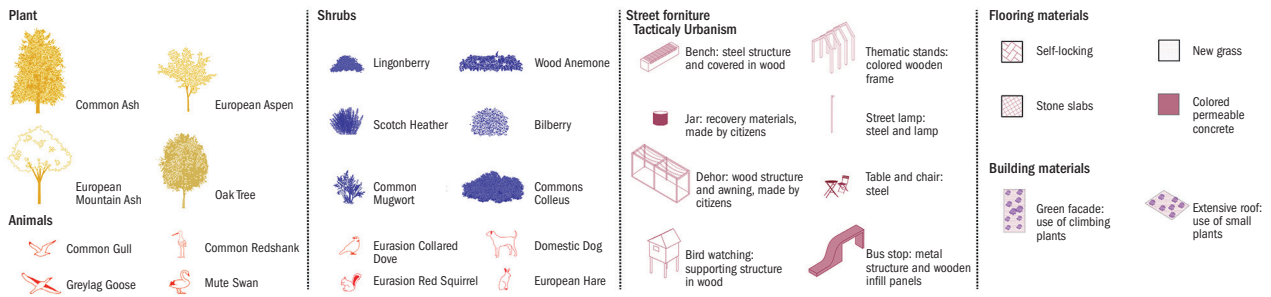 Plant
Common Ash
European Aspen
European
Mountain Ash
Oak Tree
Animals
Common Gull
Common Redshank
Greylag Goose
Mute Swan
Shrubs
Lingonberry
Wood Anemone
Scotch Heather
Bilberry
Common
Mugwort
Commons
Colleus
Eurasion Collared
Dove
Domestic Dog
Eurasion Red Squirrel
European Hare
Street forniture
Tacticaly Urbanism
Bench: steel structure
and covered in wood
Thematic stands:
colored wooden
frame
Jar: recovery materials,
made by citizens
Street lamp:
steel and lamp
Dehor: wood structure
and awning, made by
citizens
Table and chair:
steel
Bird watching:
supporting structure
in wood
Bus stop: metal
structure and wooden
infill panels
Flooring materials
Self-locking
New grass
Stone slabs
Colored
permeable
concrete
Building materials
Green facade:
use of climbing
plants
Extensive roof:
use of small
plants